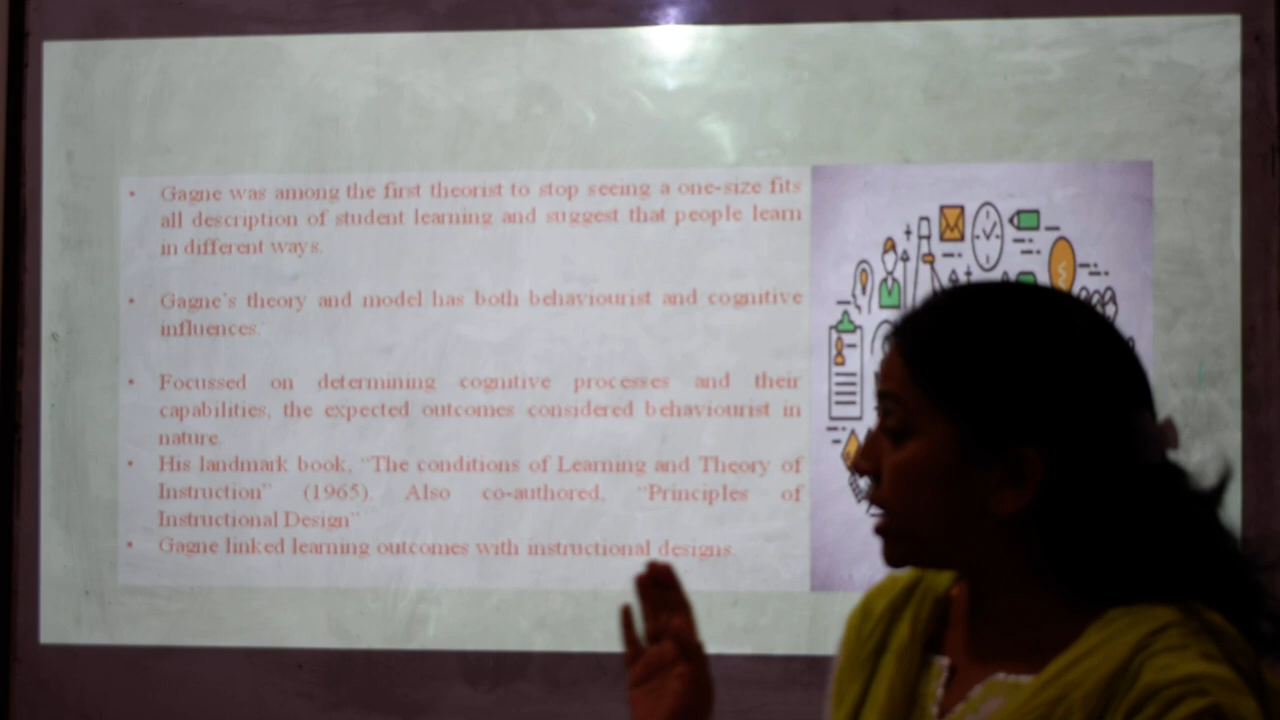 • Gagne was among the first theorist to stop seeing a one-size fits
all description of student learning and suggest that people learn
in different ways.
• Gagne's theory and model has both behaviourist and cognitive
influences.
• Focussed on determining cognitive processes and their
capabilities, the expected outcomes considered behaviourist in
nature.
• His landmark book, "The conditions of Learning and Theory of
Instruction" (1965). Also co-authored, "Principles of
Instructional Design"
• Gagne linked learning outcomes with instructional designs.